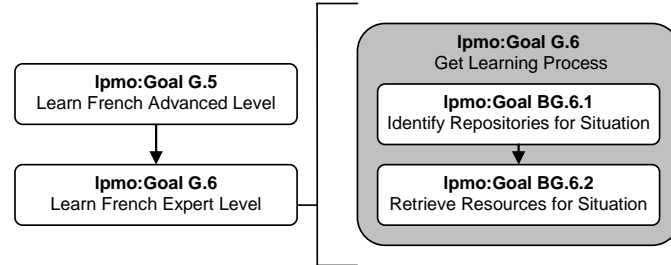 lpmo:Goal G.5
Learn French Advanced Level
lpmo:Goal G.6
Learn French Expert Level
lpmo:Goal G.6
Get Learning Process
lpmo:Goal BG.6.1
Identify Repositories for Situation
lpmo:Goal BG.6.2
Retrieve Resources for Situation